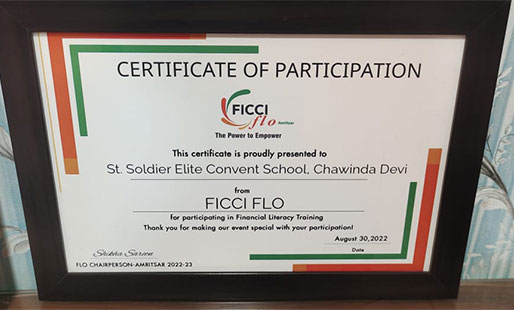 CERTIFICATE OF PARTICIPATION
FICCI
flo Amritsar
The Power to Empower
This certificate is proudly presented to
St. Soldier Elite Convent School, Chawinda Devi
from
FICCI FLO
for participating in Financial Literacy Training
Thank you for making our event special with your participation!
August 30,2022
Date
FLO CHAIRPERSON-AMRITSAR 2022-23